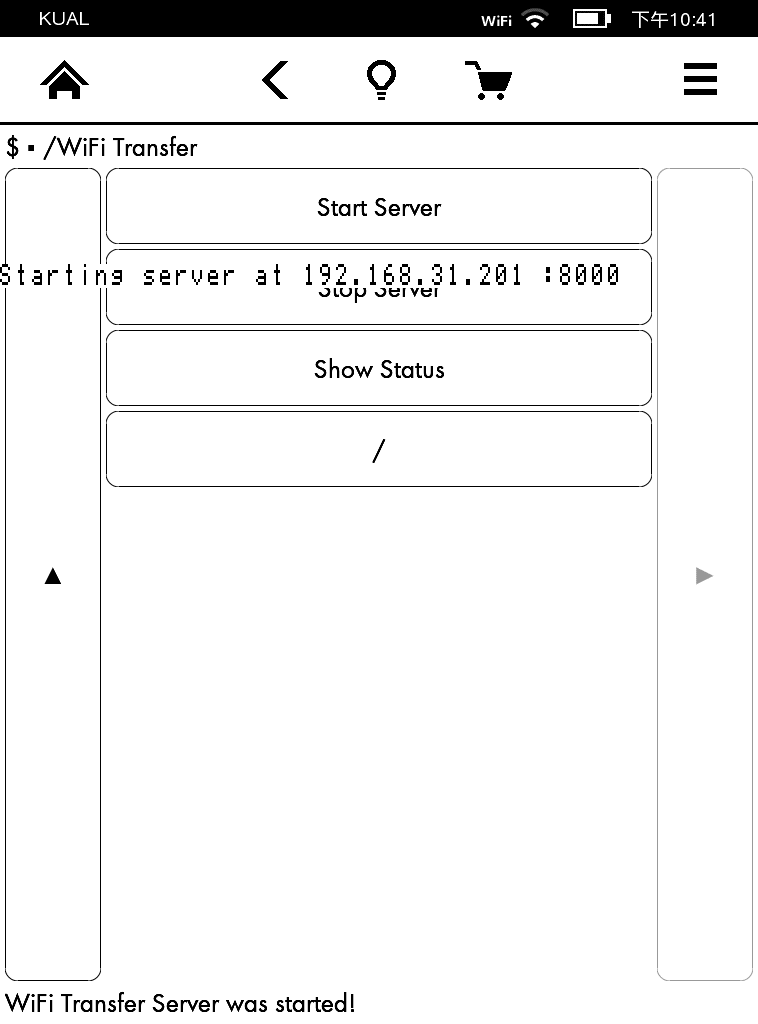 KUAL WiFi 下午10:41
$ ▪ /WiFi Transfer
Start Server
Starting server at 192.168.31.201 :8000
Stop Server
Show Status
/
WiFi Transfer Server was started!